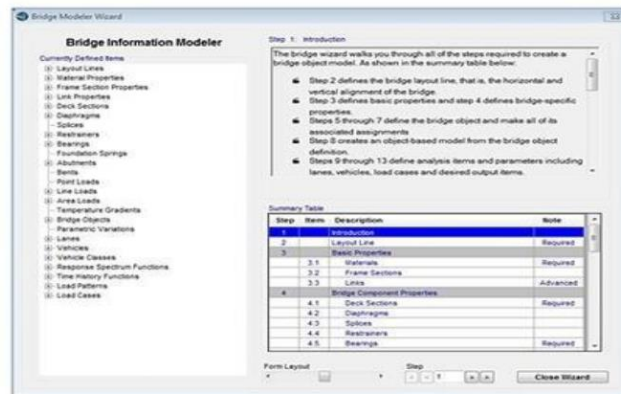 Bridge Modeler Wizard
Bridge Information Modeler
Currently Defined Items
Layout Lines
Material Properties
Frame Section Properties
Link Properties
Deck Sections
Diaphragms
Splices
Restrainers
Bearings
Foundation Springs
Abutments
Bents
Point Loads
Line Loads
Area Loads
Temperature Gradients
Bridge Objects
Parametric Variations
Lanes
Vehicles
Vehicle Classes
Response Spectrum Functions
Time History Functions
Load Patterns
Load Cases
Step 1: Introduction
The bridge wizard walks you through all of the steps required to create a
bridge object model. As shown in the summary table below:
Step 2 defines the bridge layout line, that is, the horizontal and
vertical alignment of the bridge.
Step 3 defines basic properties and step 4 defines bridge-specific
properties.
Steps 5 through 7 define the bridge object and make all of its
associated assignments
Step 8 creates an object-based model from the bridge object
definition.
Steps 9 through 13 define analysis items and parameters including
lanes, vehicles, load cases and desired output items.
Summary Table
Step Item Description Note
1 Introduction
2 Layout Line Required
3 Basic Properties
3.1 Materials Required
3.2 Frame Sections
3.3 Links Advanced
4 Bridge Component Properties
4.1 Deck Sections Required
4.2 Diaphragms
4.3 Splices
4.4 Restrainers
4.5 Bearings Required
Form Layout
Step
1
Close Wizard